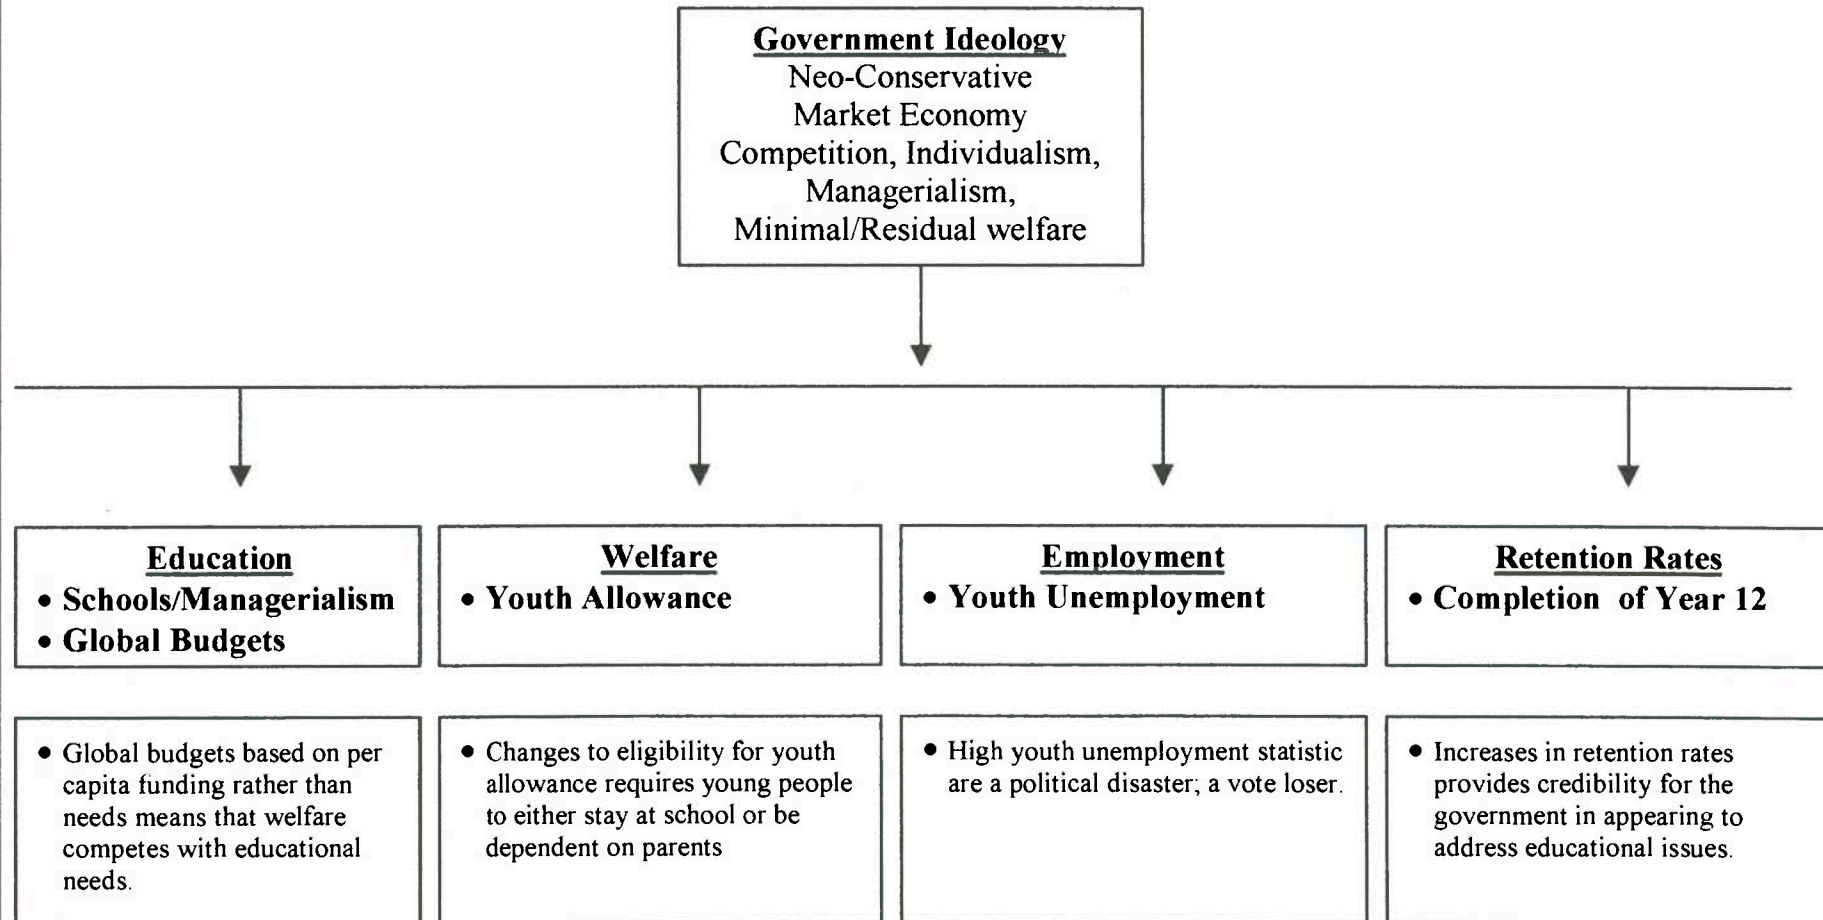 Government Ideology
Neo-Conservative
Market Economy
Competition, Individualism,
Managerialism,
Minimal/Residual welfare
Education
• Schools/Managerialism
• Global Budgets
Welfare
• Youth Allowance
Employment
• Youth Unemployment
Retention Rates
• Completion of Year 12
• Global budgets based on per
capita funding rather than
needs means that welfare
competes with educational
needs.
• Changes to eligibility for youth
allowance requires young people
to either stay at school or be
dependent on parents
• High youth unemployment statistic
are a political disaster; a vote loser.
• Increases in retention rates
provides credibility for the
government in appearing to
address educational issues.